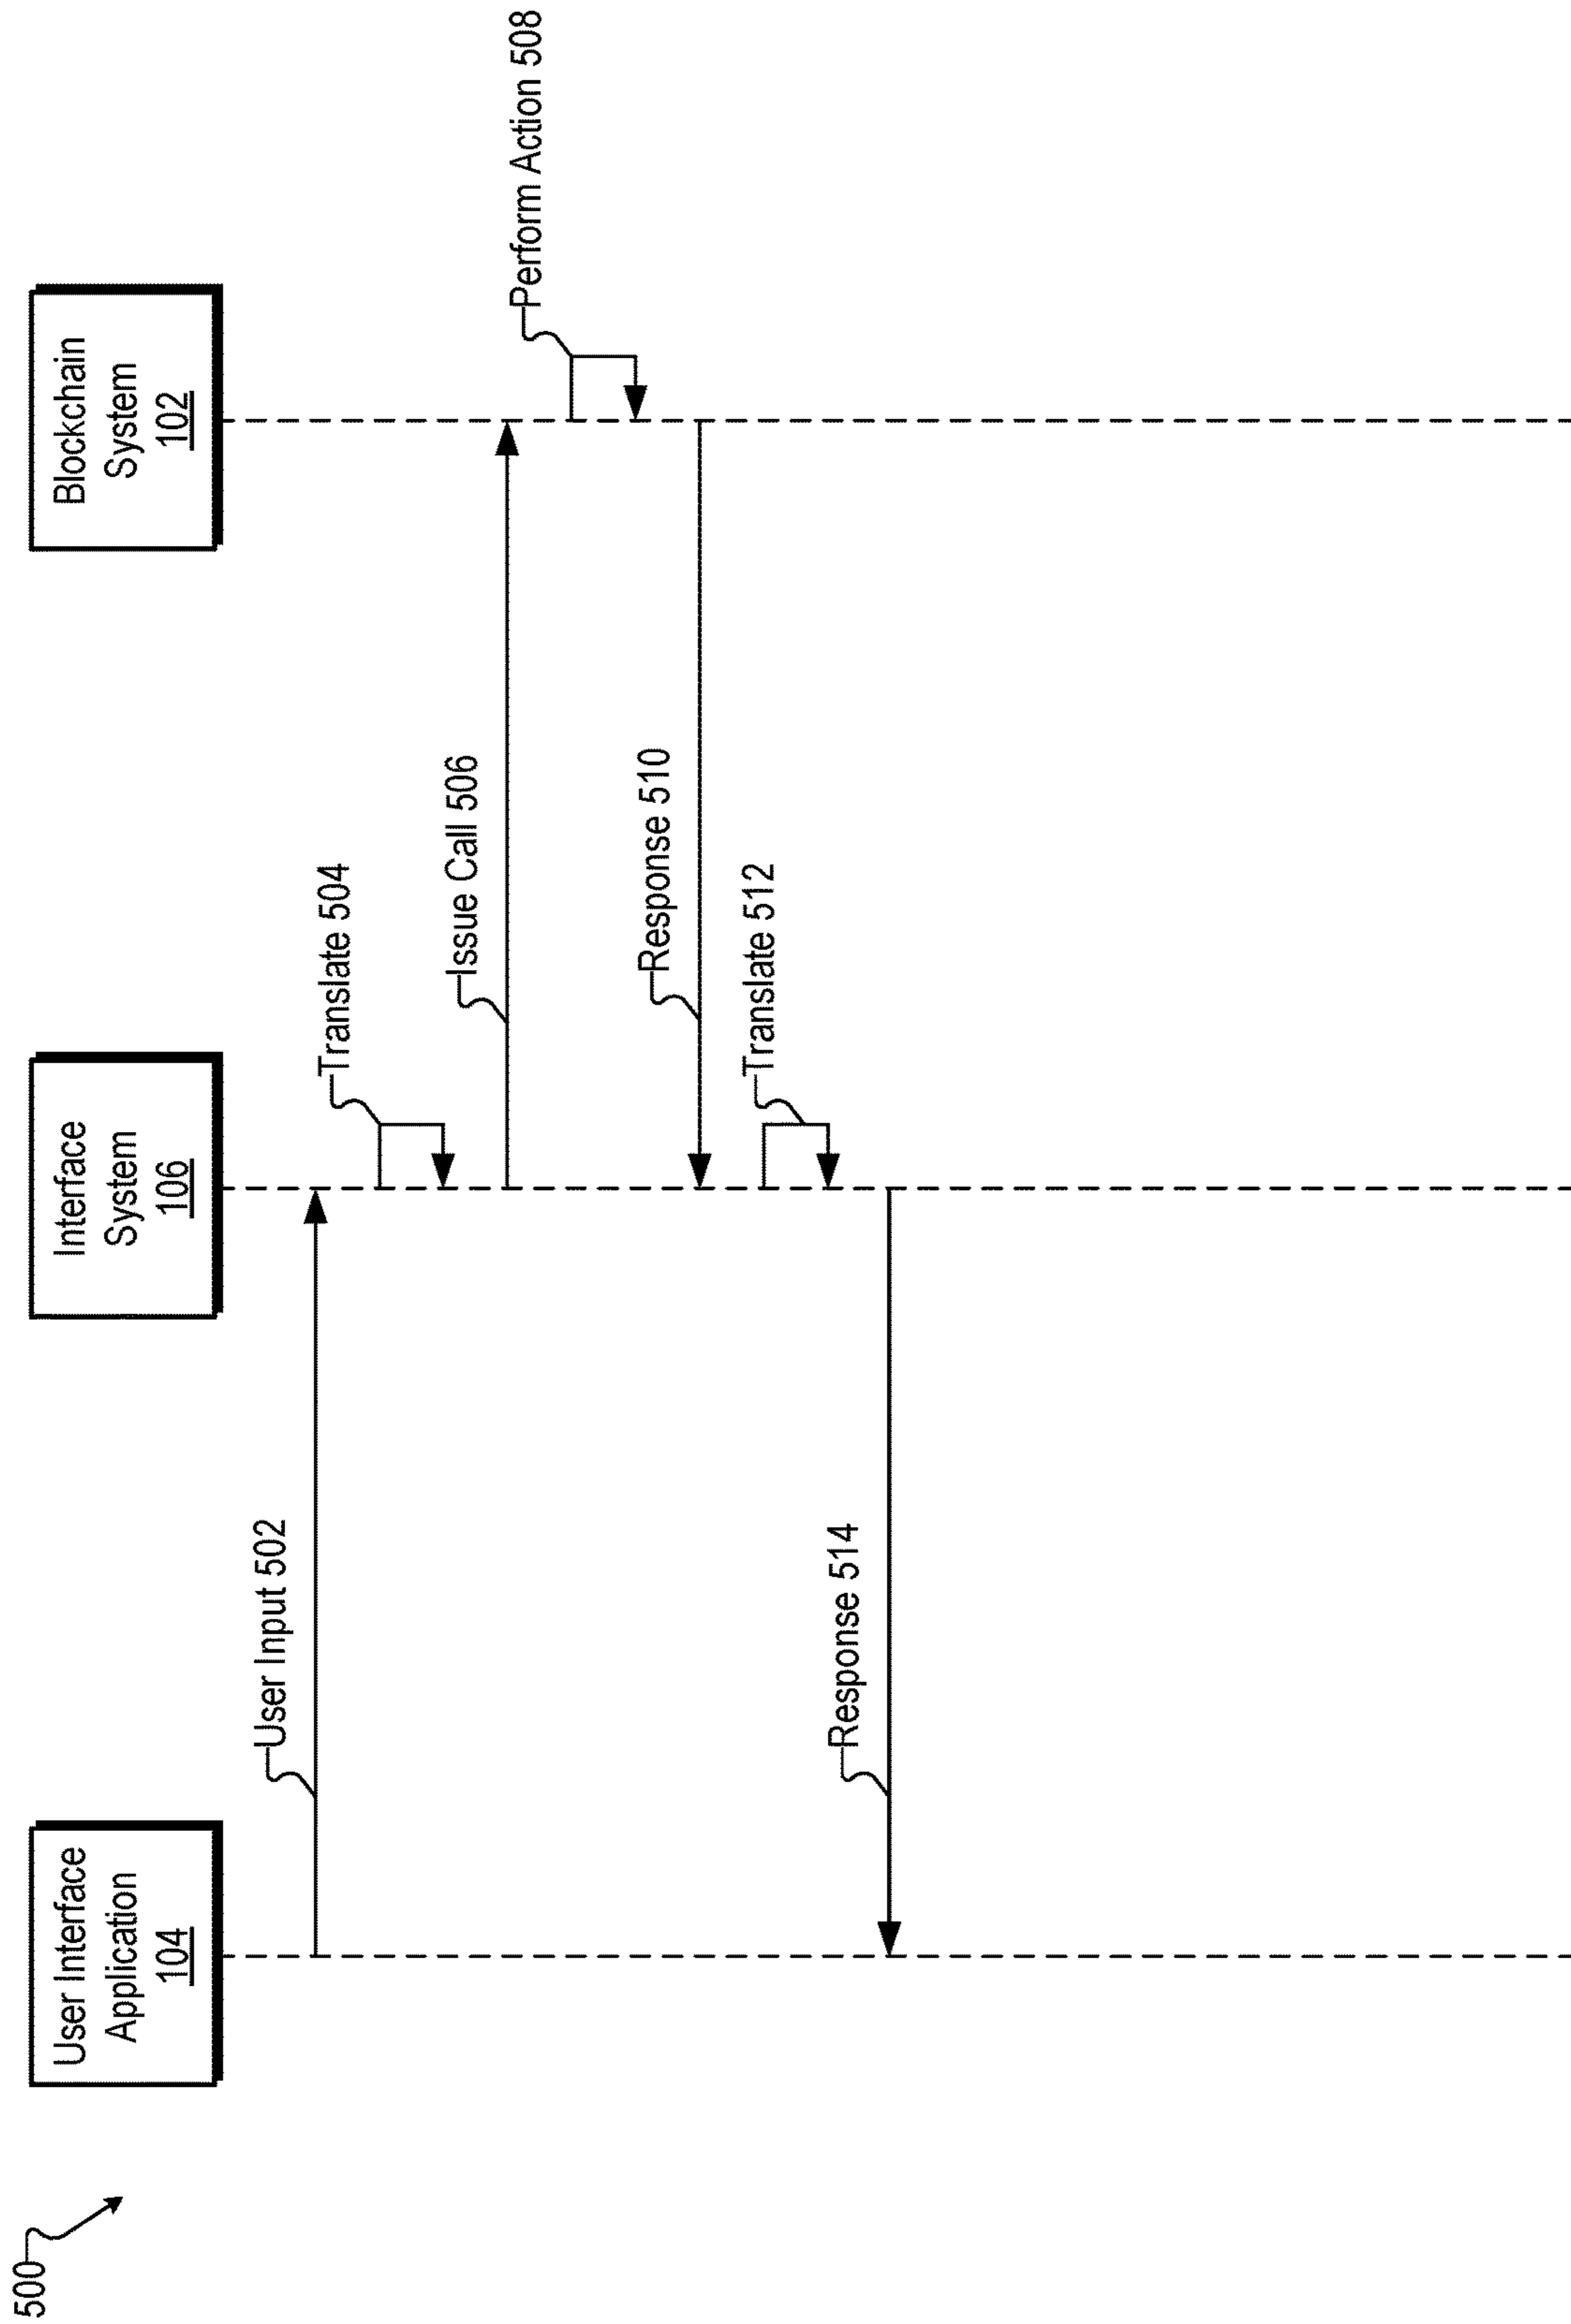 500
User Interface
Application
104
Interface
System
106
Blockchain
System
102
User Input 502
Translate 504
Issue Call 506
Perform Action 508
Response 510
Translate 512
Response 514